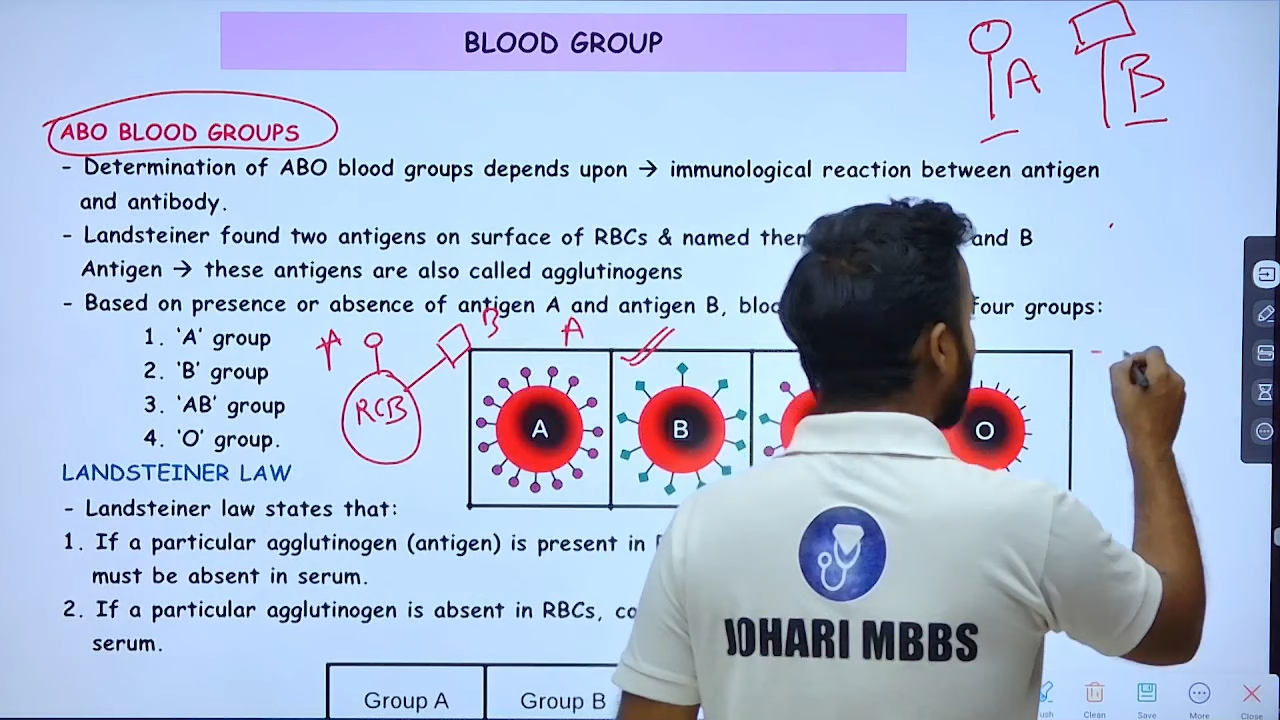 BLOOD GROUP
A B
ABO BLOOD GROUPS
- Determination of ABO blood groups depends upon → immunological reaction between antigen
and antibody.
- Landsteiner found two antigens on surface of RBCs & named and B
Antigen → these antigens are also called agglutinogens
- Based on presence or absence of antigen A and antigen B, four groups:
1. 'A' group
2. 'B' group
3. 'AB' group
4. 'O' group.
A B A
RCB
A B O
LANDSTEINER LAW
- Landsteiner law states that:
1. If a particular agglutinogen (antigen) is present in
must be absent in serum.
2. If a particular agglutinogen is absent in RBCs,
serum.
Group A Group B
JOHARI MBBS
Clean Save More Close